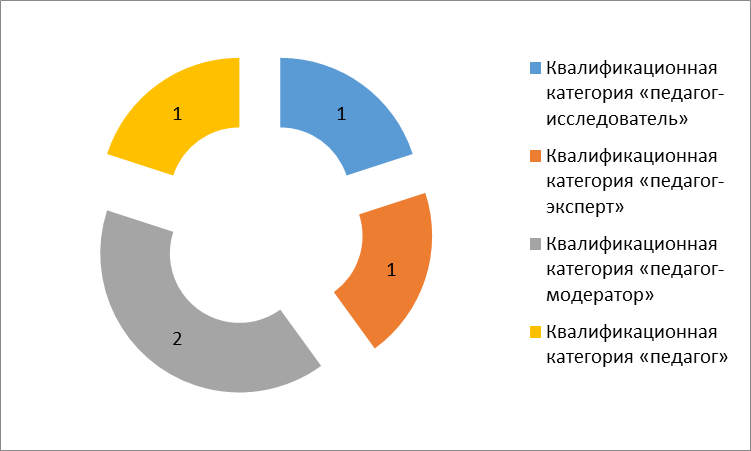 1
1
1
2
Квалификационная
категория «педагог-
исследователь»
Квалификационная
категория «педагог-
эксперт»
Квалификационная
категория «педагог-
модератор»
Квалификационная
категория «педагог»